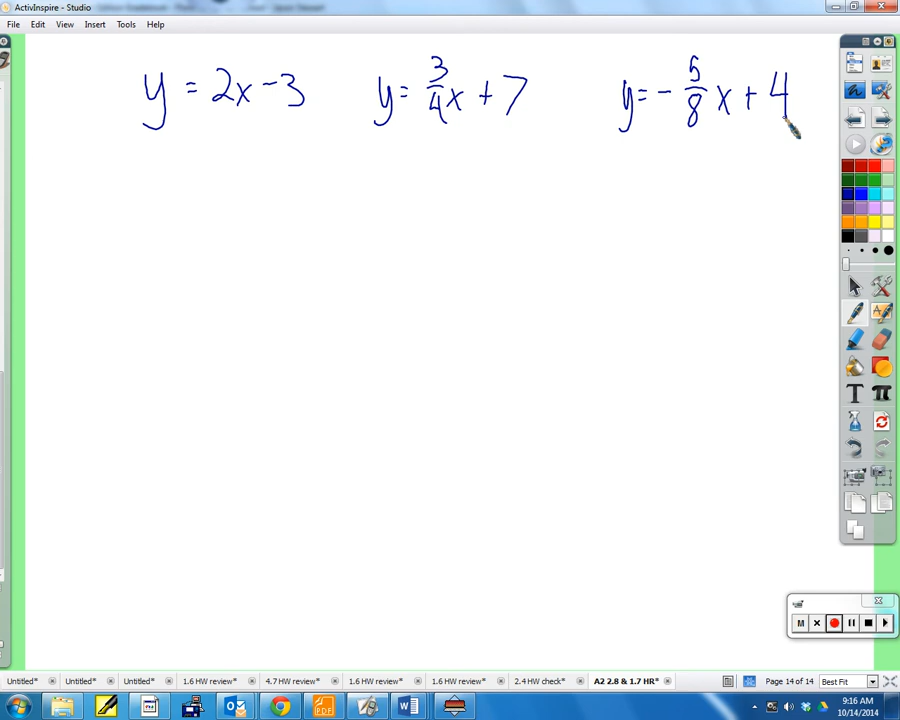 ActivInspire - Studio
File Edit View Insert Tools Help
y = 2x - 3 y = 3/4 x + 7 y = - 5/8 x + 4
M
Untitled* Untitled* Untitled* 1.6 HW review* 4.7 HW review* 1.6 HW review* 1.6 HW review* 2.4 HW check* A2 2.8 & 1.7 HR* Page 14 of 14 Best Fit
9:16 AM
10/14/2014